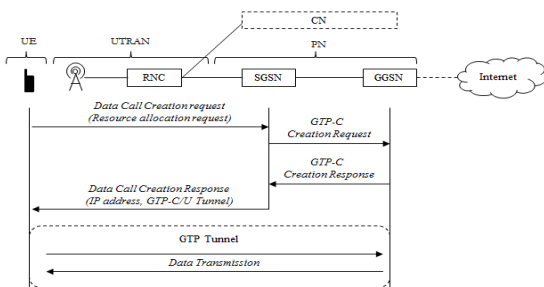 CN
UE
UTRAN
PN
RNC
SGSN
GGSN
Internet
Data Call Creation request
(Resource allocation request)
GTP-C
Creation Request
GTP-C
Creation Response
Data Call Creation Response
(IP address, GTP-C/U Tunnel)
GTP Tunnel
Data Transmission